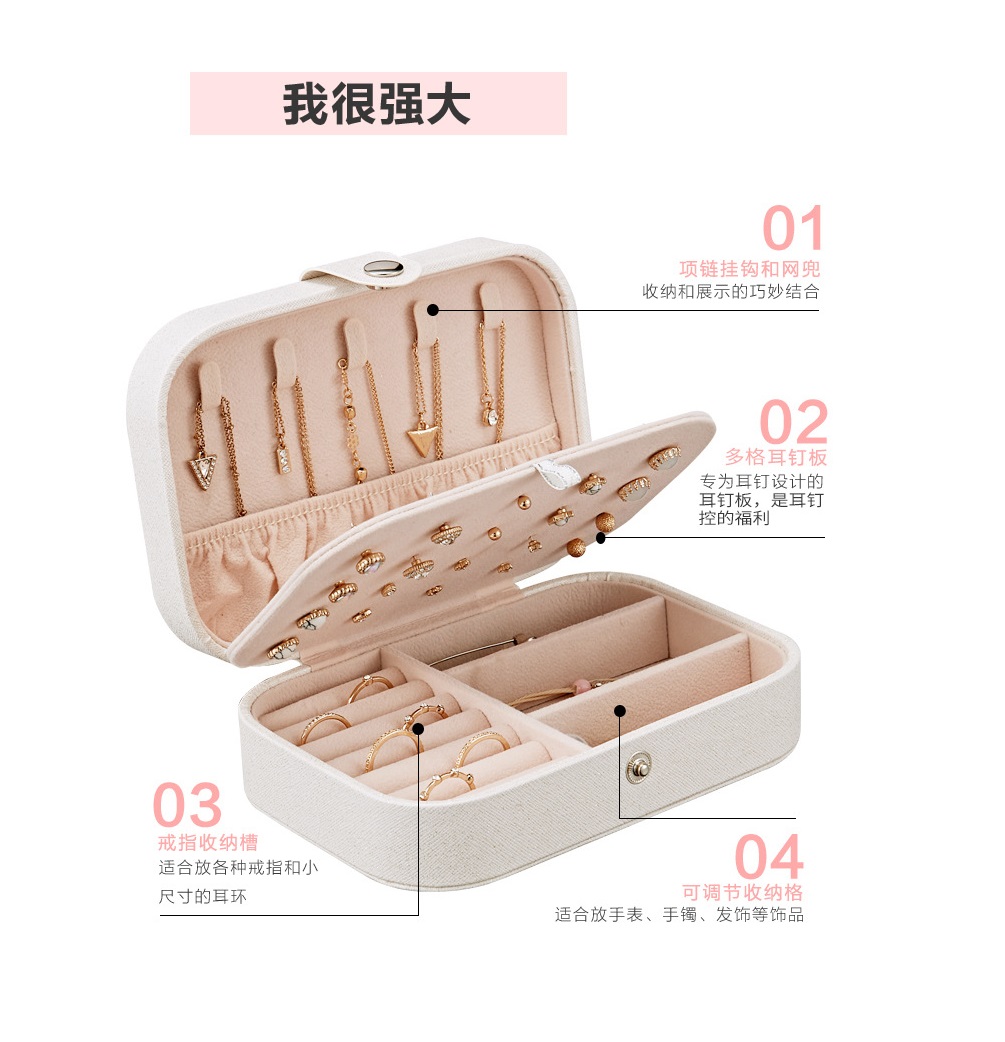 我很强大
01
项链挂钩和网兜
收纳和展示的巧妙结合
02
多格耳钉板
专为耳钉设计的
耳钉板，是耳钉
控的福利
03
戒指收纳槽
适合放各种戒指和小
尺寸的耳环
04
可调节收纳格
适合放手表、手镯、发饰等饰品